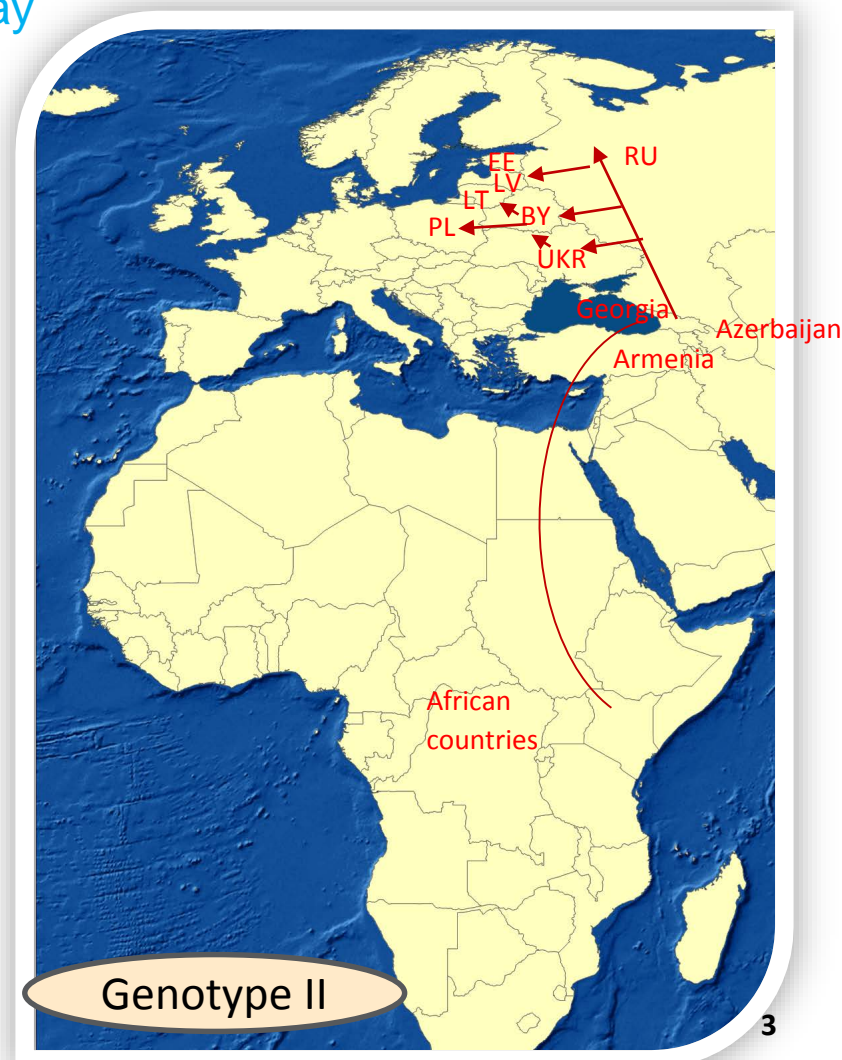 ay
RU
EE
LV
LT
BY
PL
UKR
Georgia
Azerbaijan
Armenia
African
countries
Genotype II
3